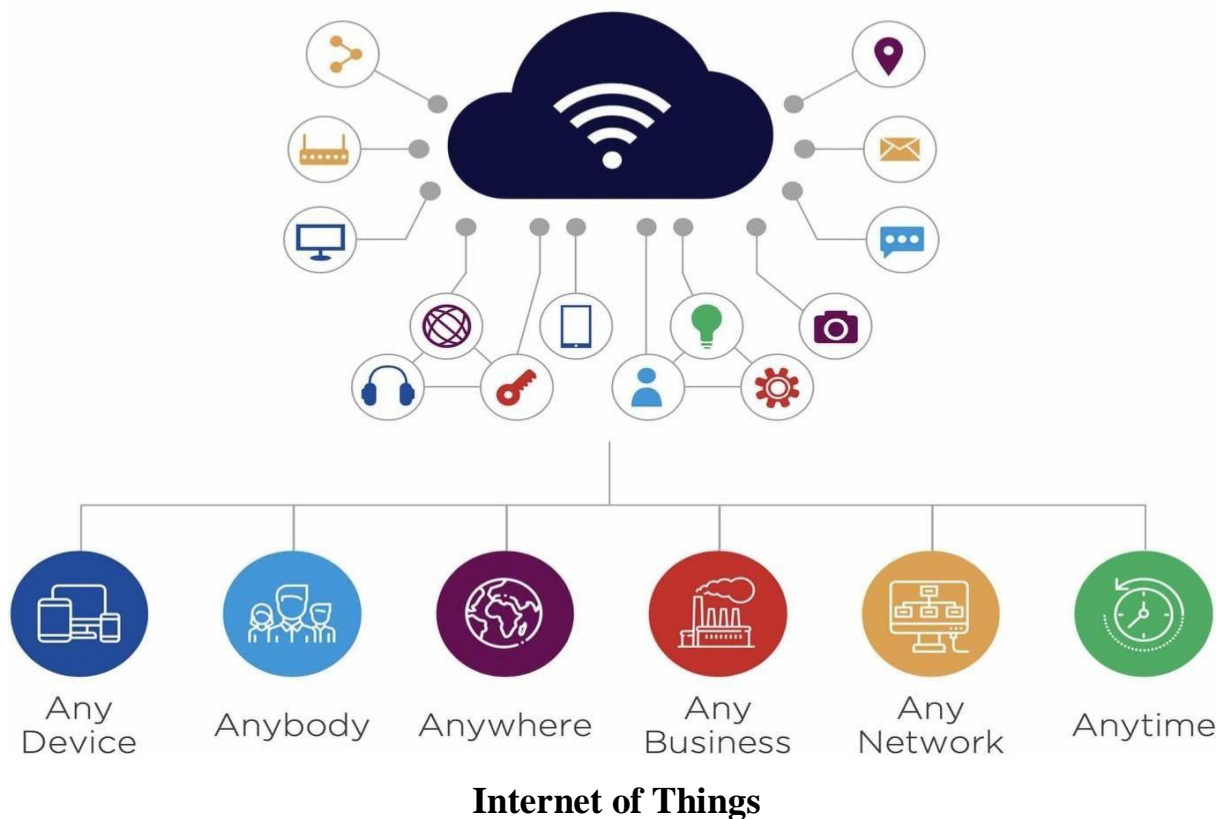 Any
Device
Anybody
Anywhere
Any
Business
Any
Network
Anytime
Internet of Things